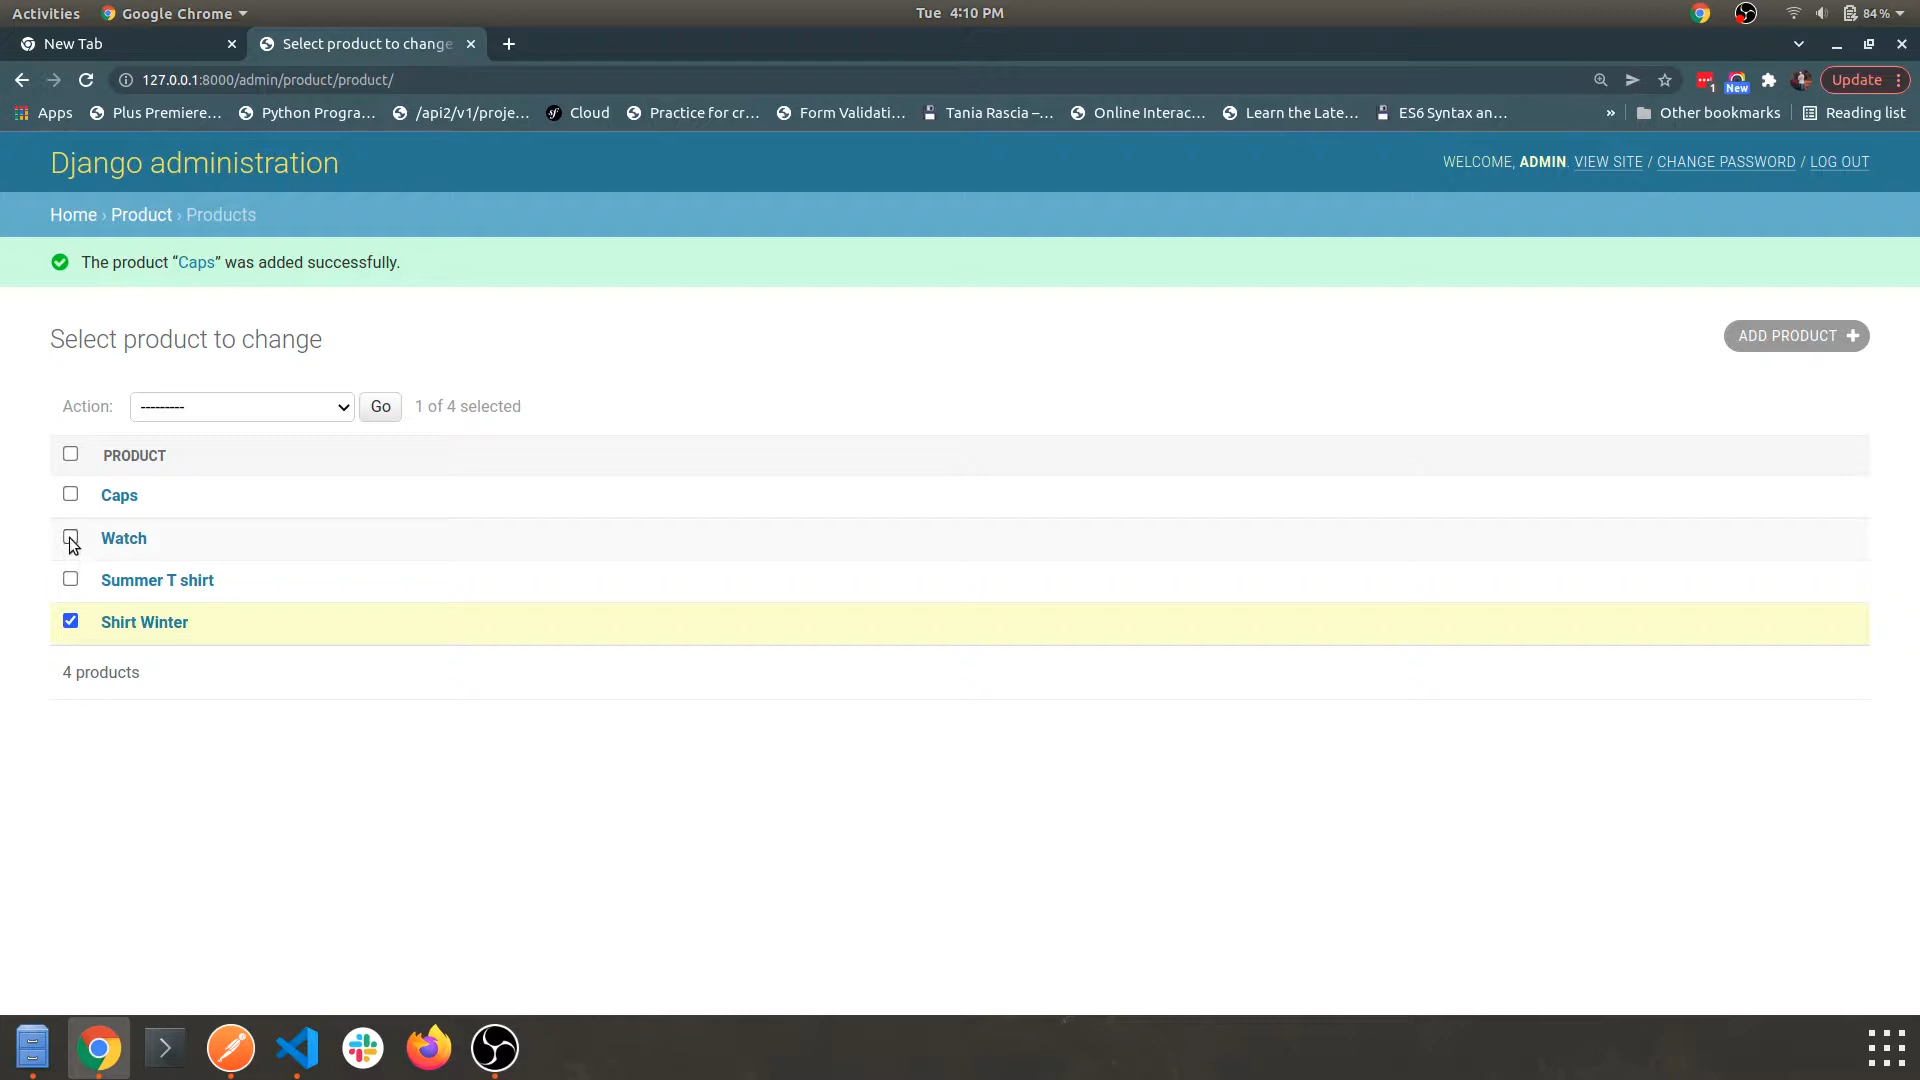 Activities Google Chrome Tue 4:10 PM 84 %
New Tab Select product to change
127.0.0.1:8000/admin/product/product/ 1 New Update
Apps Plus Premiere... Python Progra... /api2/v1/proje... Cloud Practice for cr... Form Validati... Tania Rascia –... Online Interac... Learn the Late... ES6 Syntax an... » Other bookmarks Reading list
Django administration WELCOME, ADMIN. VIEW SITE / CHANGE PASSWORD / LOG OUT
Home › Product › Products
The product “Caps” was added successfully.
Select product to change ADD PRODUCT +
Action: --------- Go 1 of 4 selected
PRODUCT
Caps
Watch
Summer T shirt
Shirt Winter
4 products